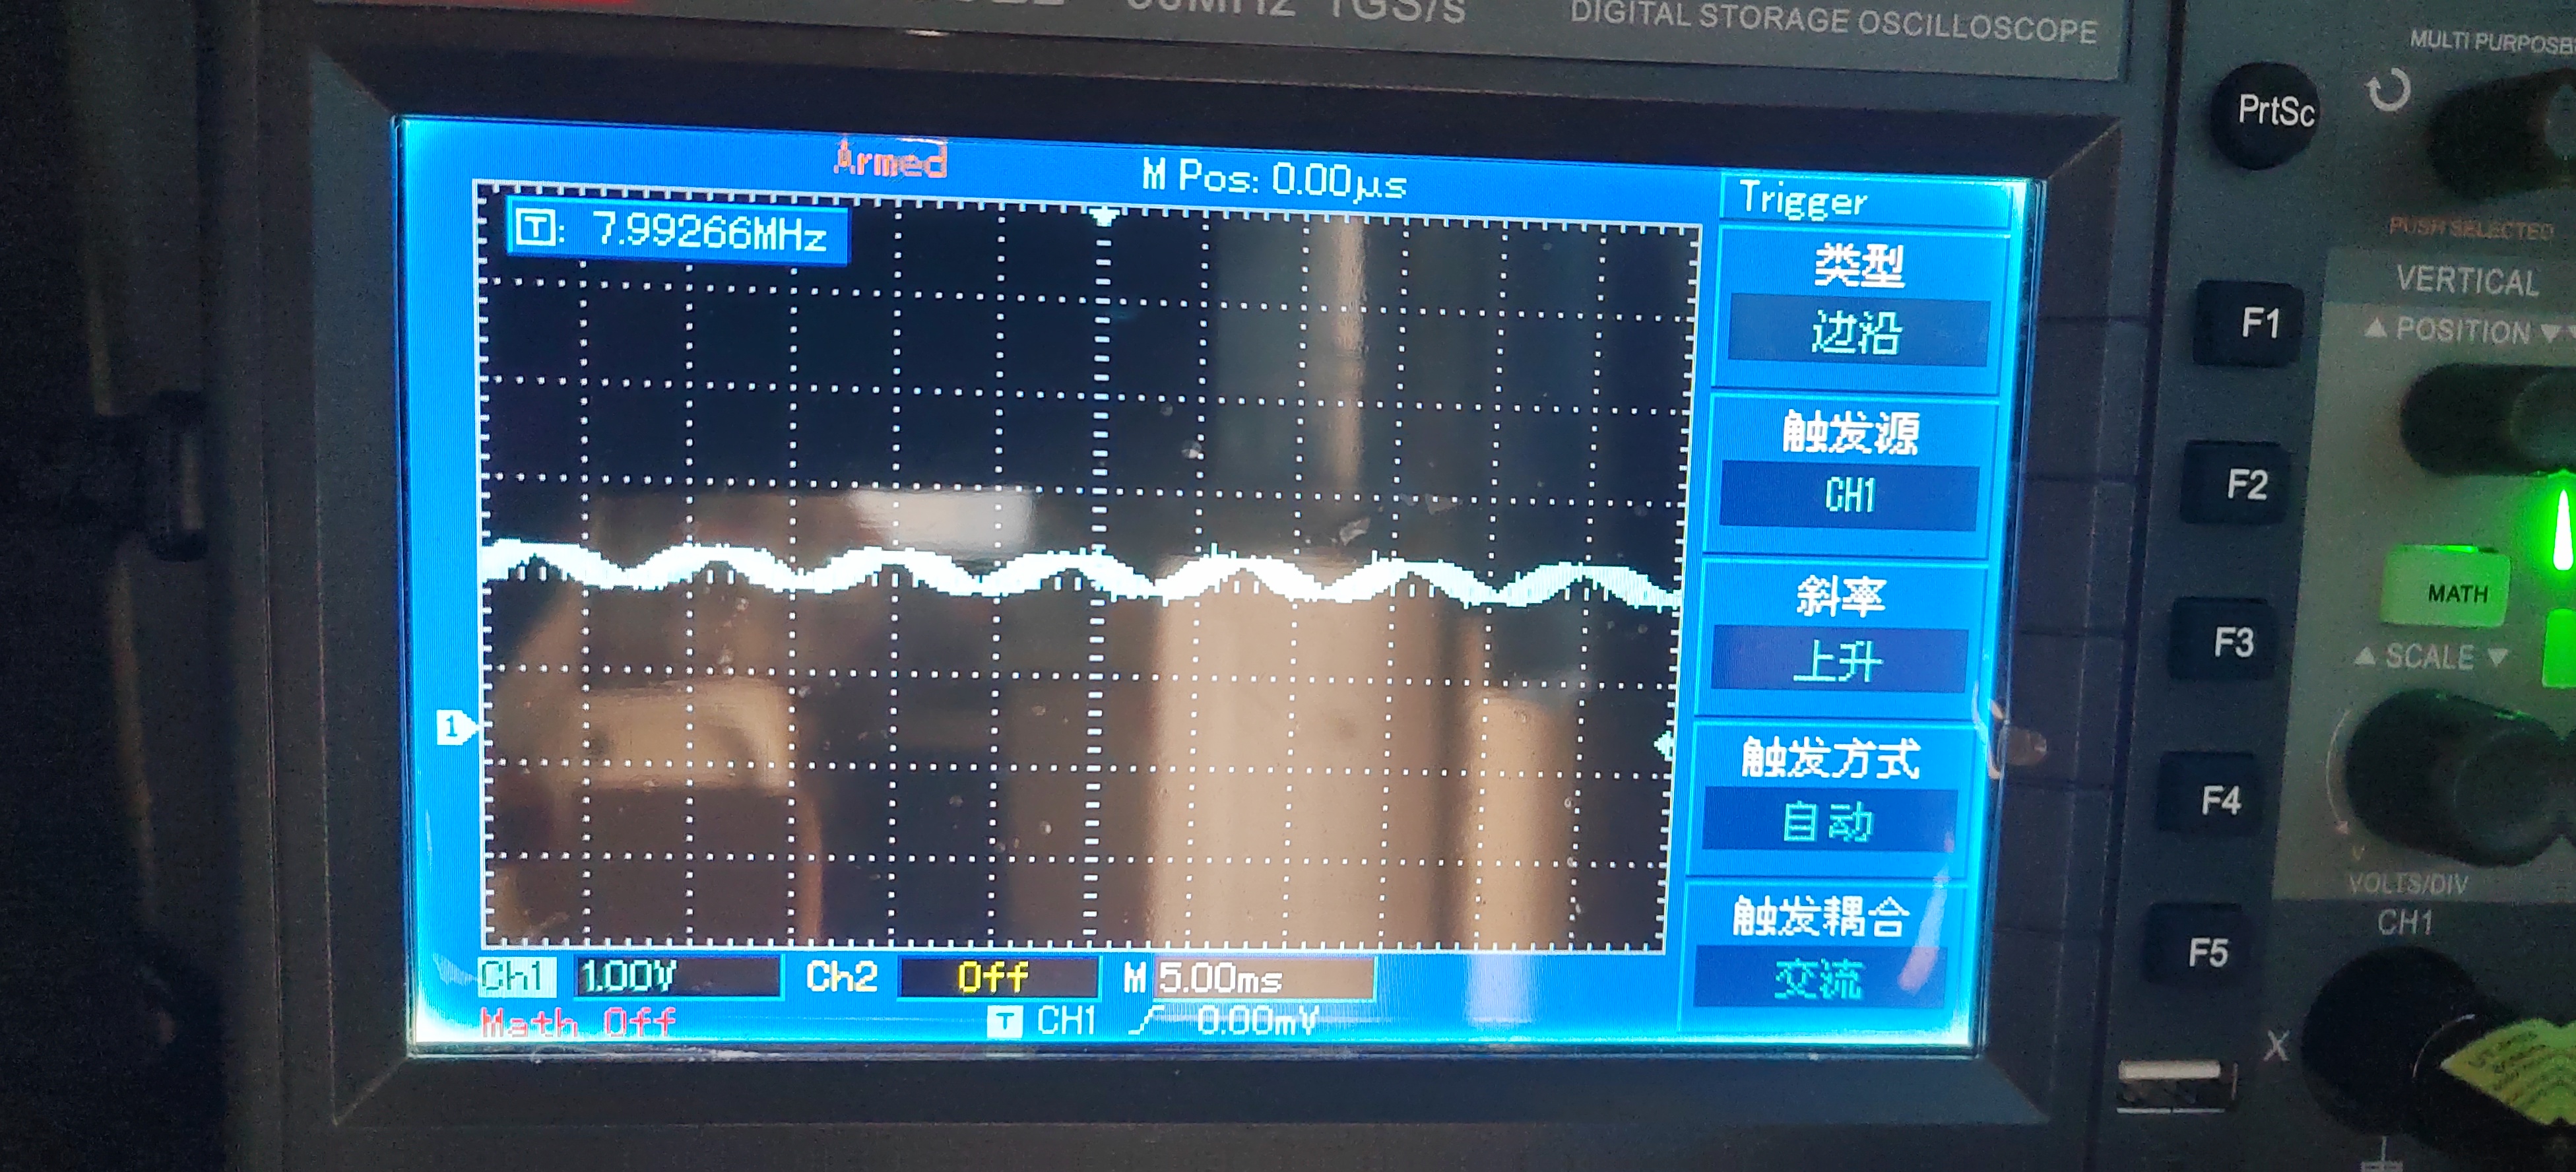 1GS/s
DIGITAL STORAGE OSCILLOSCOPE
MULTI PURPOSE
PrtSc
Armed
M Pos: 0.00μs
Trigger
T: 7.99266MHz
类型
边沿
PUSH SELECTED
VERTICAL
▲ POSITION ▼
F1
触发源
CH1
F2
斜率
上升
MATH
F3
▲ SCALE ▼
1
触发方式
自动
F4
VOLTS/DIV
触发耦合
交流
CH1
F5
Ch1 1.00V Ch2 Off M 5.00ms
Math Off T CH1 0.00mV
X